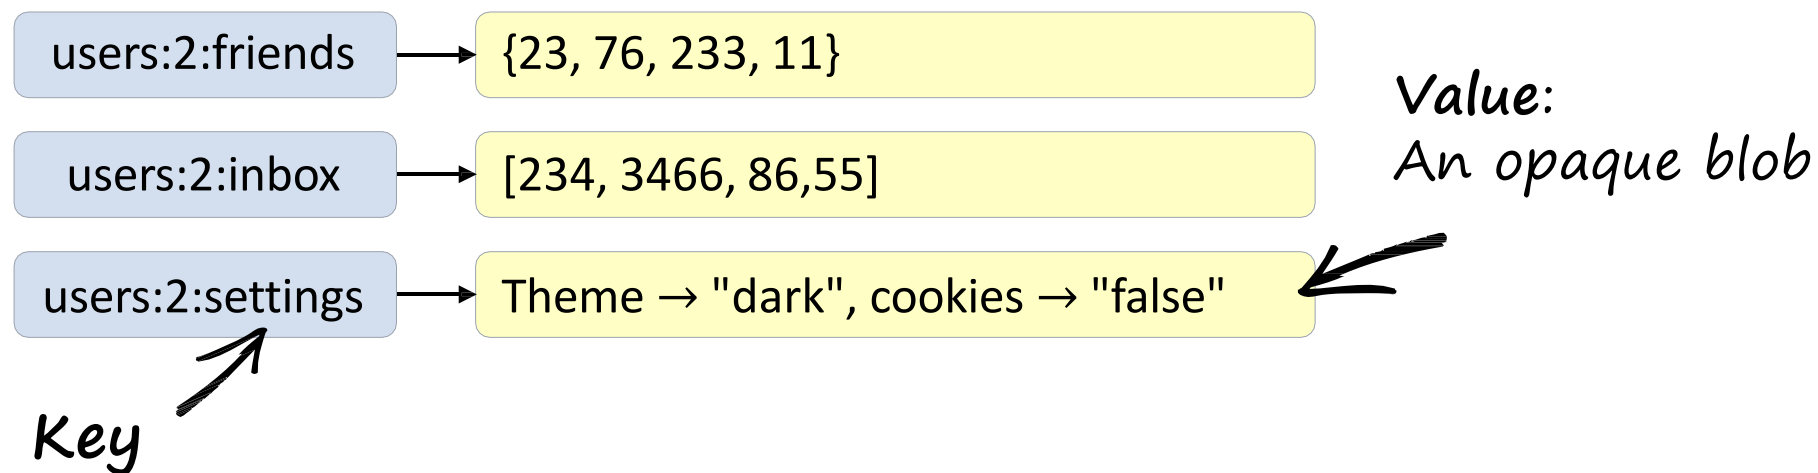 users:2:friends {23, 76, 233, 11}
Value:
An opaque blob
users:2:inbox [234, 3466, 86,55]
users:2:settings Theme → "dark", cookies → "false"
Key